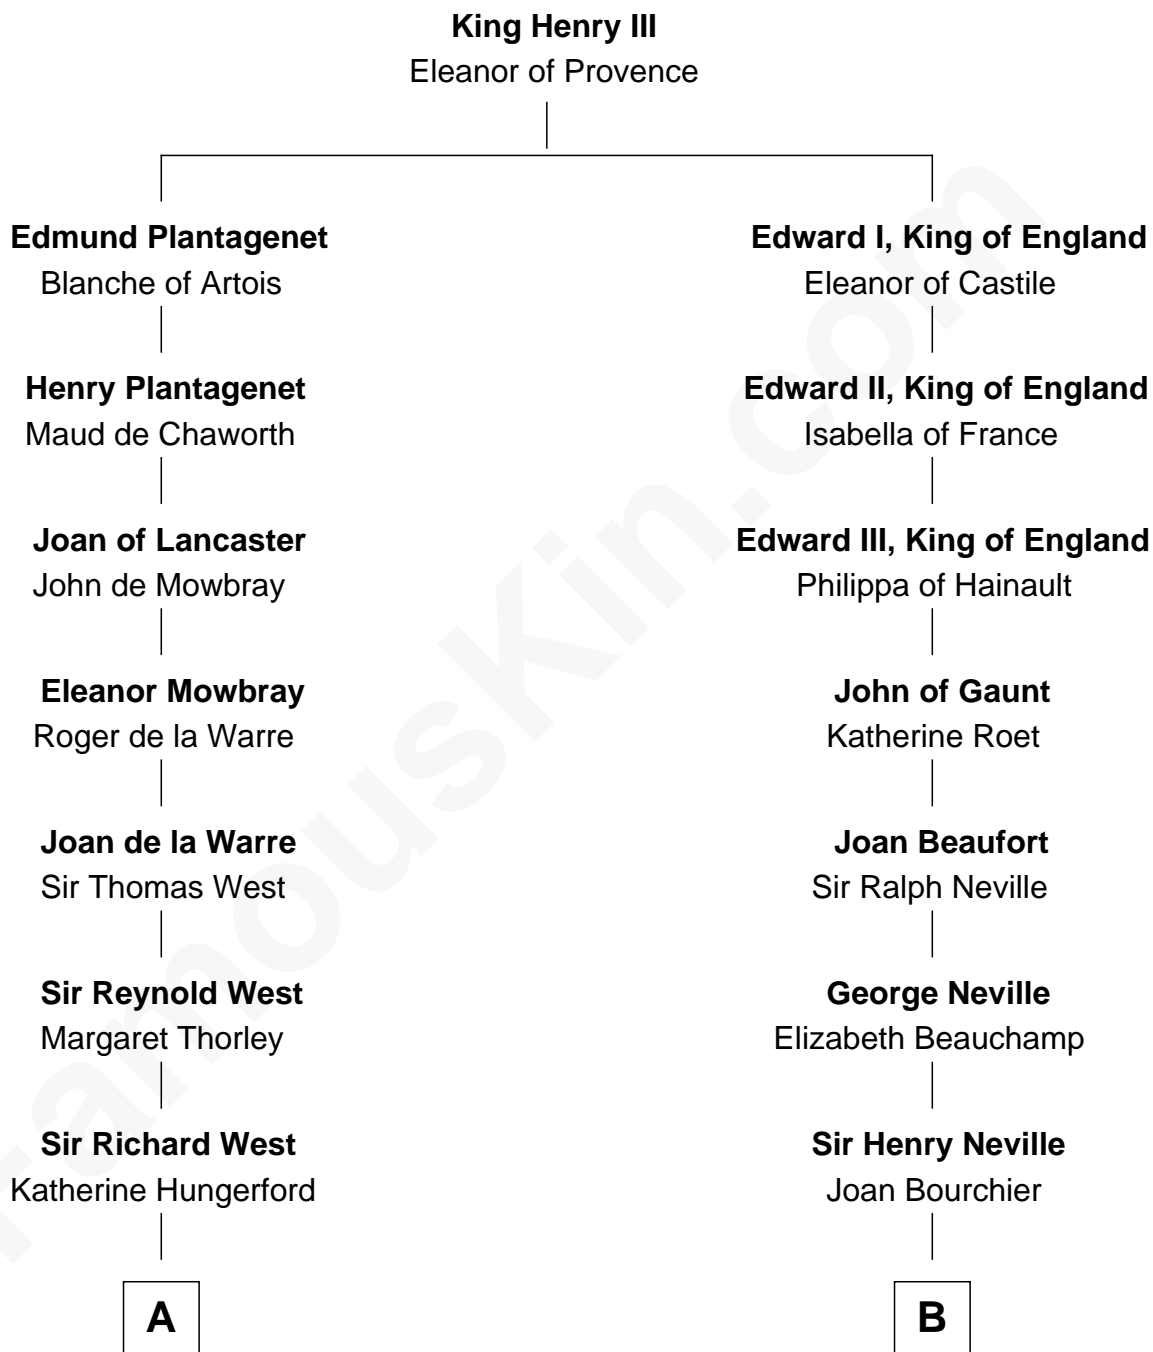 King Henry III
Eleanor of Provence
Edmund Plantagenet
Blanche of Artois
Edward I, King of England
Eleanor of Castile
Henry Plantagenet
Maud de Chaworth
Edward II, King of England
Isabella of France
Joan of Lancaster
John de Mowbray
Edward III, King of England
Philippa of Hainault
Eleanor Mowbray
Roger de la Warre
John of Gaunt
Katherine Roet
Joan de la Warre
Sir Thomas West
Joan Beaufort
Sir Ralph Neville
Sir Reynold West
Margaret Thorley
George Neville
Elizabeth Beauchamp
Sir Richard West
Katherine Hungerford
Sir Henry Neville
Joan Bourchier
A
B
FamousKin.com